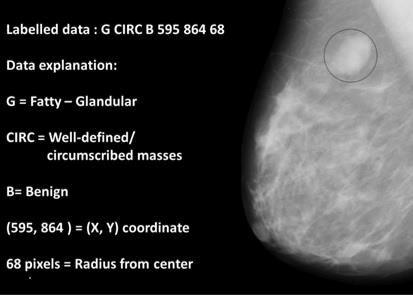 Labelled data : G CIRC B 595 864 68
Data explanation:
G = Fatty – Glandular
CIRC = Well-defined/
circumscribed masses
B= Benign
(595, 864 ) = (X, Y) coordinate
68 pixels = Radius from center